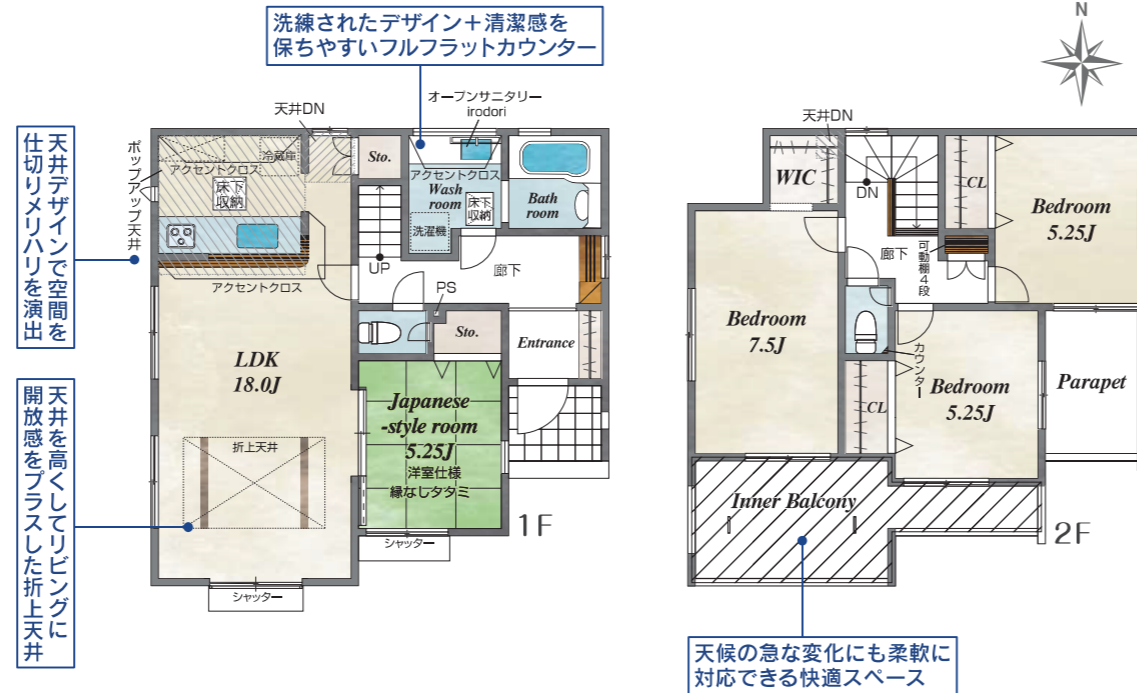 洗練されたデザイン＋清潔感を
保ちやすいフルフラットカウンター
N
天井デザインで空間を
仕切りメリハリを演出
天井を高くしてリビングに
開放感をプラスした折上天井
ポップアップ天井
天井DN
オープンサニタリー
irodori
冷蔵庫
アクセントクロス
床下
収納
Sto.
アクセントクロス
Wash
room
床下
収納
洗濯機
Bath
room
UP
廊下
アクセントクロス
PS
Sto.
Entrance
LDK
18.0J
Japanese
-style room
5.25J
洋室仕様
縁なしタタミ
折上天井
シャッター
シャッター
1F
天井DN
WIC
DN
CL
Bedroom
5.25J
廊下
可動棚4段
Bedroom
7.5J
カウンター
CL
Bedroom
5.25J
Parapet
Inner Balcony
2F
天候の急な変化にも柔軟に
対応できる快適スペース